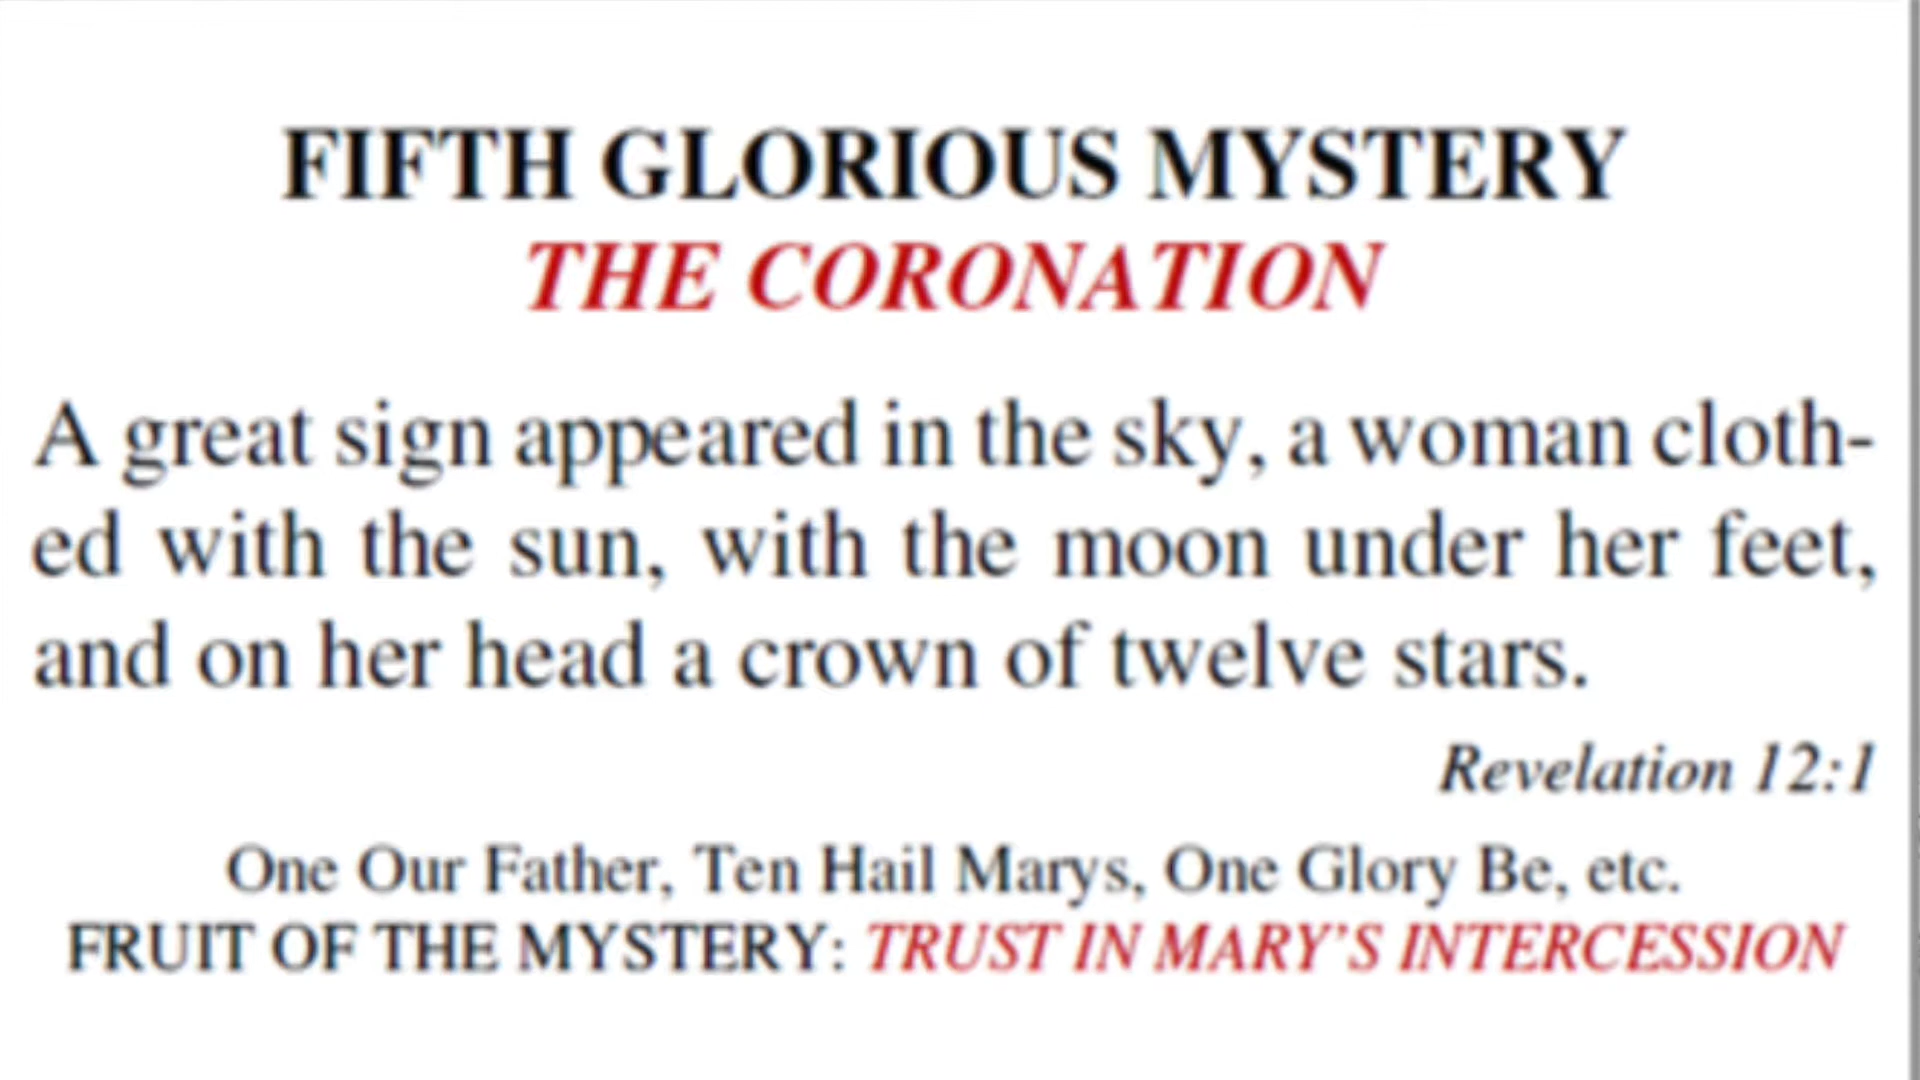 FIFTH GLORIOUS MYSTERY
THE CORONATION
A great sign appeared in the sky, a woman cloth-
ed with the sun, with the moon under her feet,
and on her head a crown of twelve stars.
Revelation 12:1
One Our Father, Ten Hail Marys, One Glory Be, etc.
FRUIT OF THE MYSTERY: TRUST IN MARY’S INTERCESSION